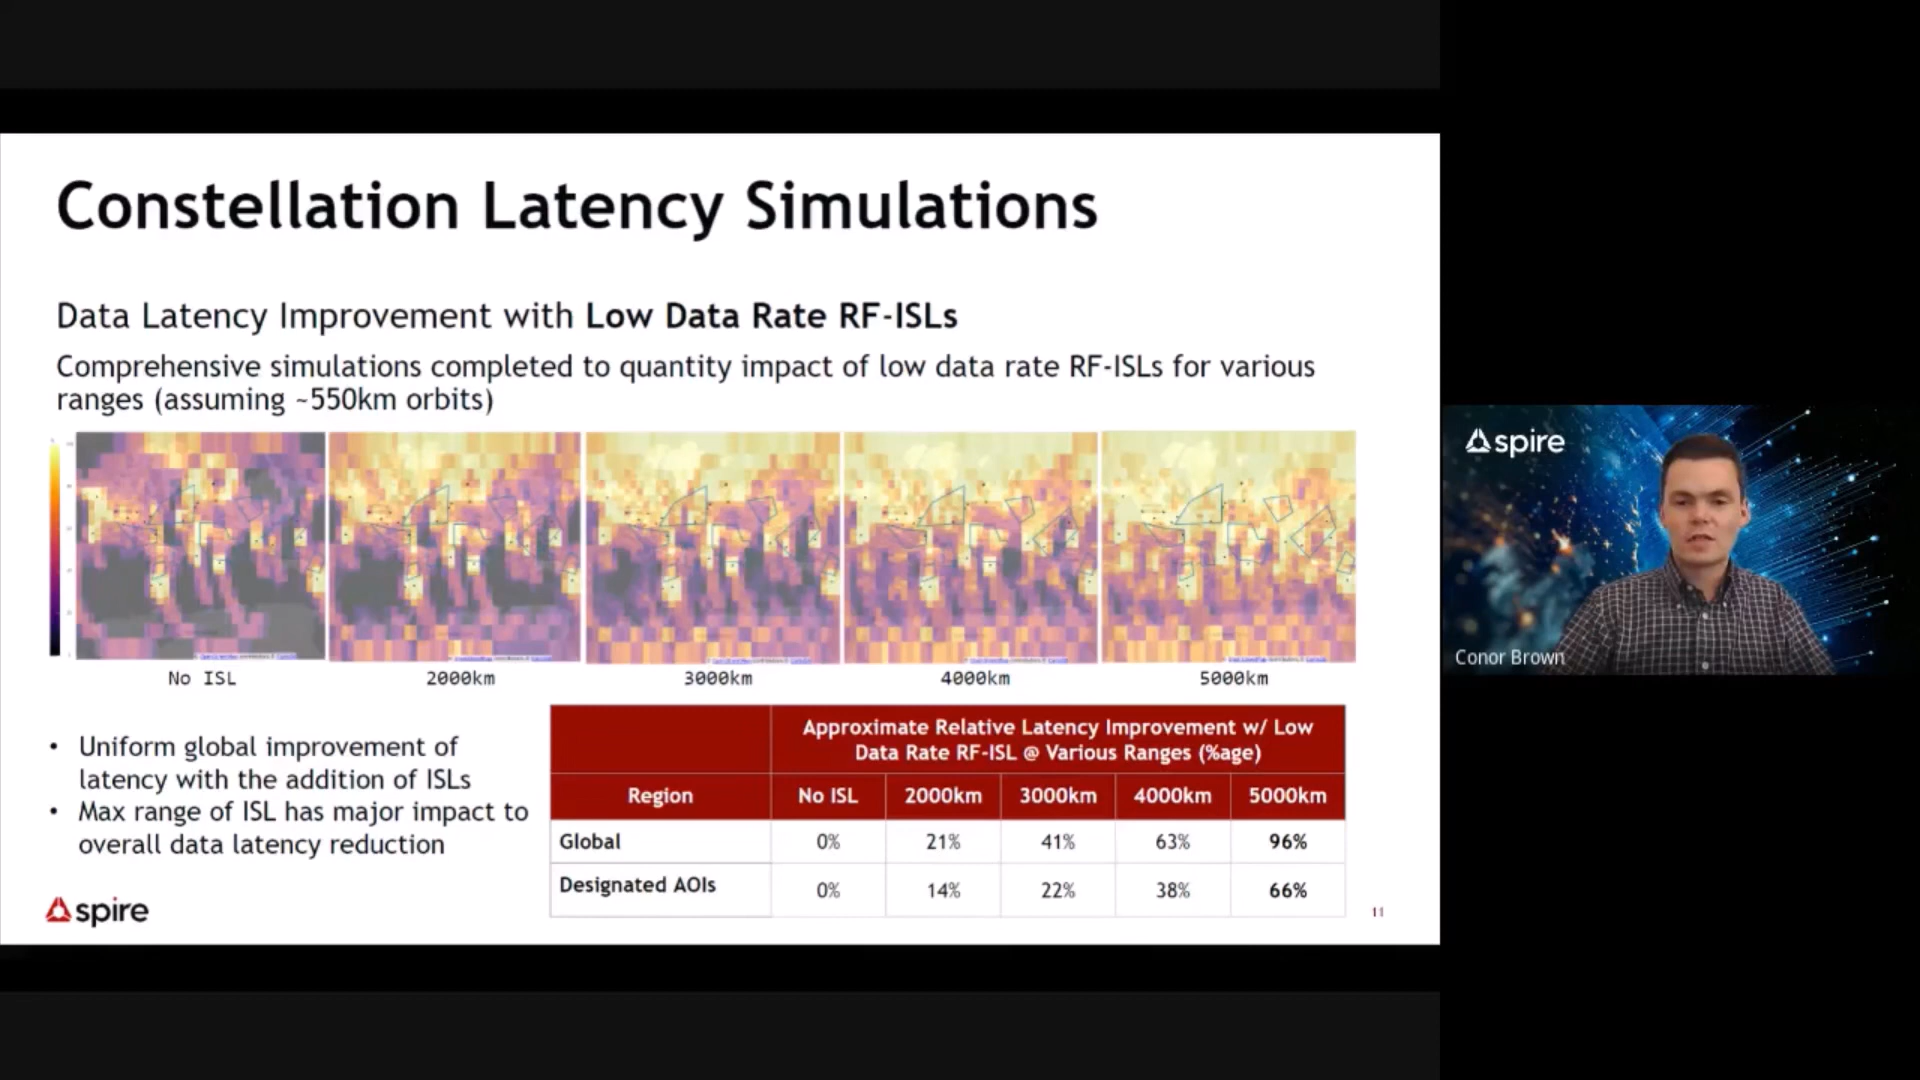 Constellation Latency Simulations
Data Latency Improvement with Low Data Rate RF-ISLs
Comprehensive simulations completed to quantity impact of low data rate RF-ISLs for various
ranges (assuming ~550km orbits)
No ISL
2000km
3000km
4000km
5000km
• Uniform global improvement of
latency with the addition of ISLs
• Max range of ISL has major impact to
overall data latency reduction
Approximate Relative Latency Improvement w/ Low
Data Rate RF-ISL @ Various Ranges (%age)
Region No ISL 2000km 3000km 4000km 5000km
Global 0% 21% 41% 63% 96%
Designated AOIs 0% 14% 22% 38% 66%
spire
11
spire
Conor Brown